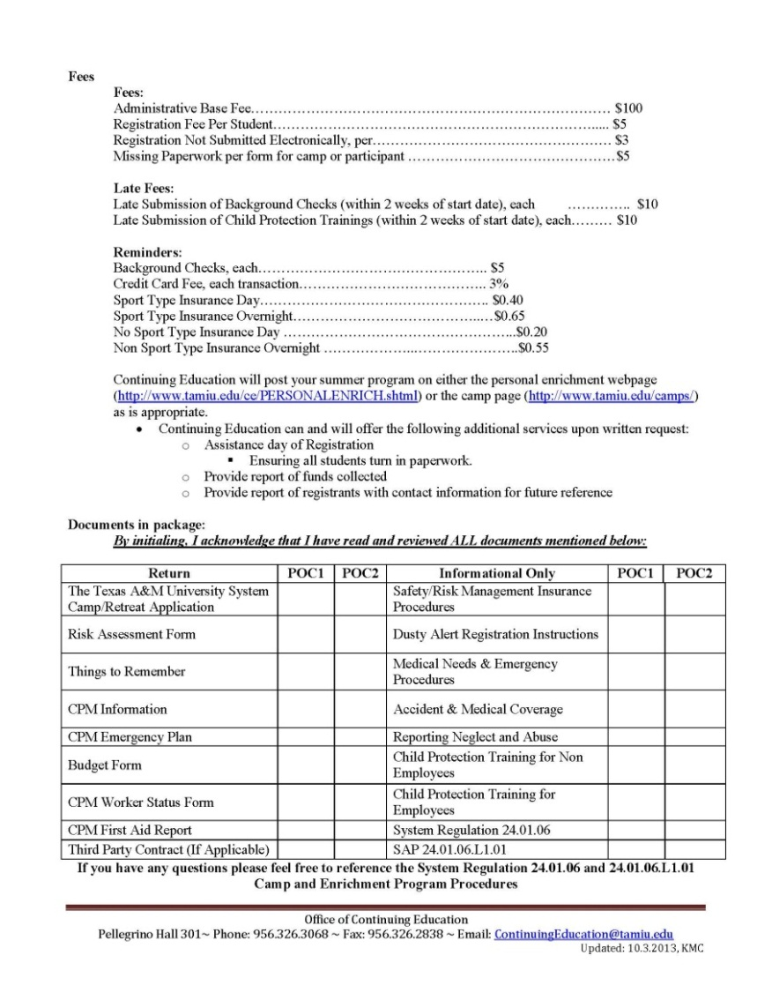 Fees
Fees:
Administrative Base Fee…………………………………………………………………… $100
Registration Fee Per Student…………………………………………………………….... $5
Registration Not Submitted Electronically, per…………………………………………… $3
Missing Paperwork per form for camp or participant ………………………………………$5
Late Fees:
Late Submission of Background Checks (within 2 weeks of start date), each ………….. $10
Late Submission of Child Protection Trainings (within 2 weeks of start date), each……… $10
Reminders:
Background Checks, each………………………………………….. $5
Credit Card Fee, each transaction………………………………….. 3%
Sport Type Insurance Day…………………………………………. $0.40
Sport Type Insurance Overnight…………………………………..…$0.65
No Sport Type Insurance Day …………………………………………...$0.20
Non Sport Type Insurance Overnight ………………..…………………..$0.55
Continuing Education will post your summer program on either the personal enrichment webpage
(http://www.tamiu.edu/ce/PERSONALENRICH.shtml) or the camp page (http://www.tamiu.edu/camps/)
as is appropriate.
• Continuing Education can and will offer the following additional services upon written request:
o Assistance day of Registration
▪ Ensuring all students turn in paperwork.
o Provide report of funds collected
o Provide report of registrants with contact information for future reference
Documents in package:
By initialing, I acknowledge that I have read and reviewed ALL documents mentioned below:
Return POC1 POC2 Informational Only POC1 POC2
The Texas A&M University System Safety/Risk Management Insurance
Camp/Retreat Application Procedures
Risk Assessment Form Dusty Alert Registration Instructions
Things to Remember Medical Needs & Emergency
Procedures
CPM Information Accident & Medical Coverage
CPM Emergency Plan Reporting Neglect and Abuse
Budget Form Child Protection Training for Non
Employees
CPM Worker Status Form Child Protection Training for
Employees
CPM First Aid Report System Regulation 24.01.06
Third Party Contract (If Applicable) SAP 24.01.06.L1.01
If you have any questions please feel free to reference the System Regulation 24.01.06 and 24.01.06.L1.01
Camp and Enrichment Program Procedures
Office of Continuing Education
Pellegrino Hall 301~ Phone: 956.326.3068 ~ Fax: 956.326.2838 ~ Email: ContinuingEducation@tamiu.edu
Updated: 10.3.2013, KMC